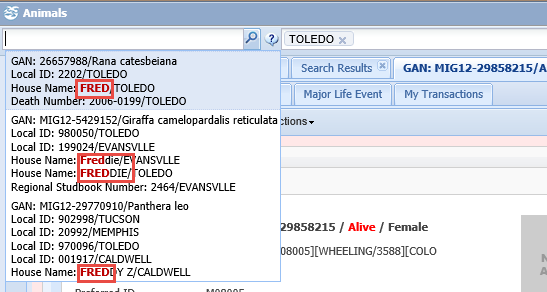 Animals
TOLEDO
GAN: 26657988/Rana catesbeiana
Local ID: 2202/TOLEDO
House Name: FRED/TOLEDO
Death Number: 2006-0199/TOLEDO
GAN: MIG12-5429152/Giraffa camelopardalis reticulata
Local ID: 980050/TOLEDO
Local ID: 199024/EVANSVLLE
House Name: Freddie/EVANSVLLE
House Name: FREDDIE/TOLEDO
Regional Studbook Number: 2464/EVANSVLLE
GAN: MIG12-29770910/Panthera leo
Local ID: 902998/TUCSON
Local ID: 20992/MEMPHIS
Local ID: 970096/TOLEDO
Local ID: 001917/CALDWELL
House Name: FREDDY Z/CALDWELL
Search Results
GAN: MIG12-29858215/A
Major Life Event
My Transactions
ctions
29858215 / Alive / Female
08005][WHEELING/3588][COLO
N
A
Preferred ID
M08005